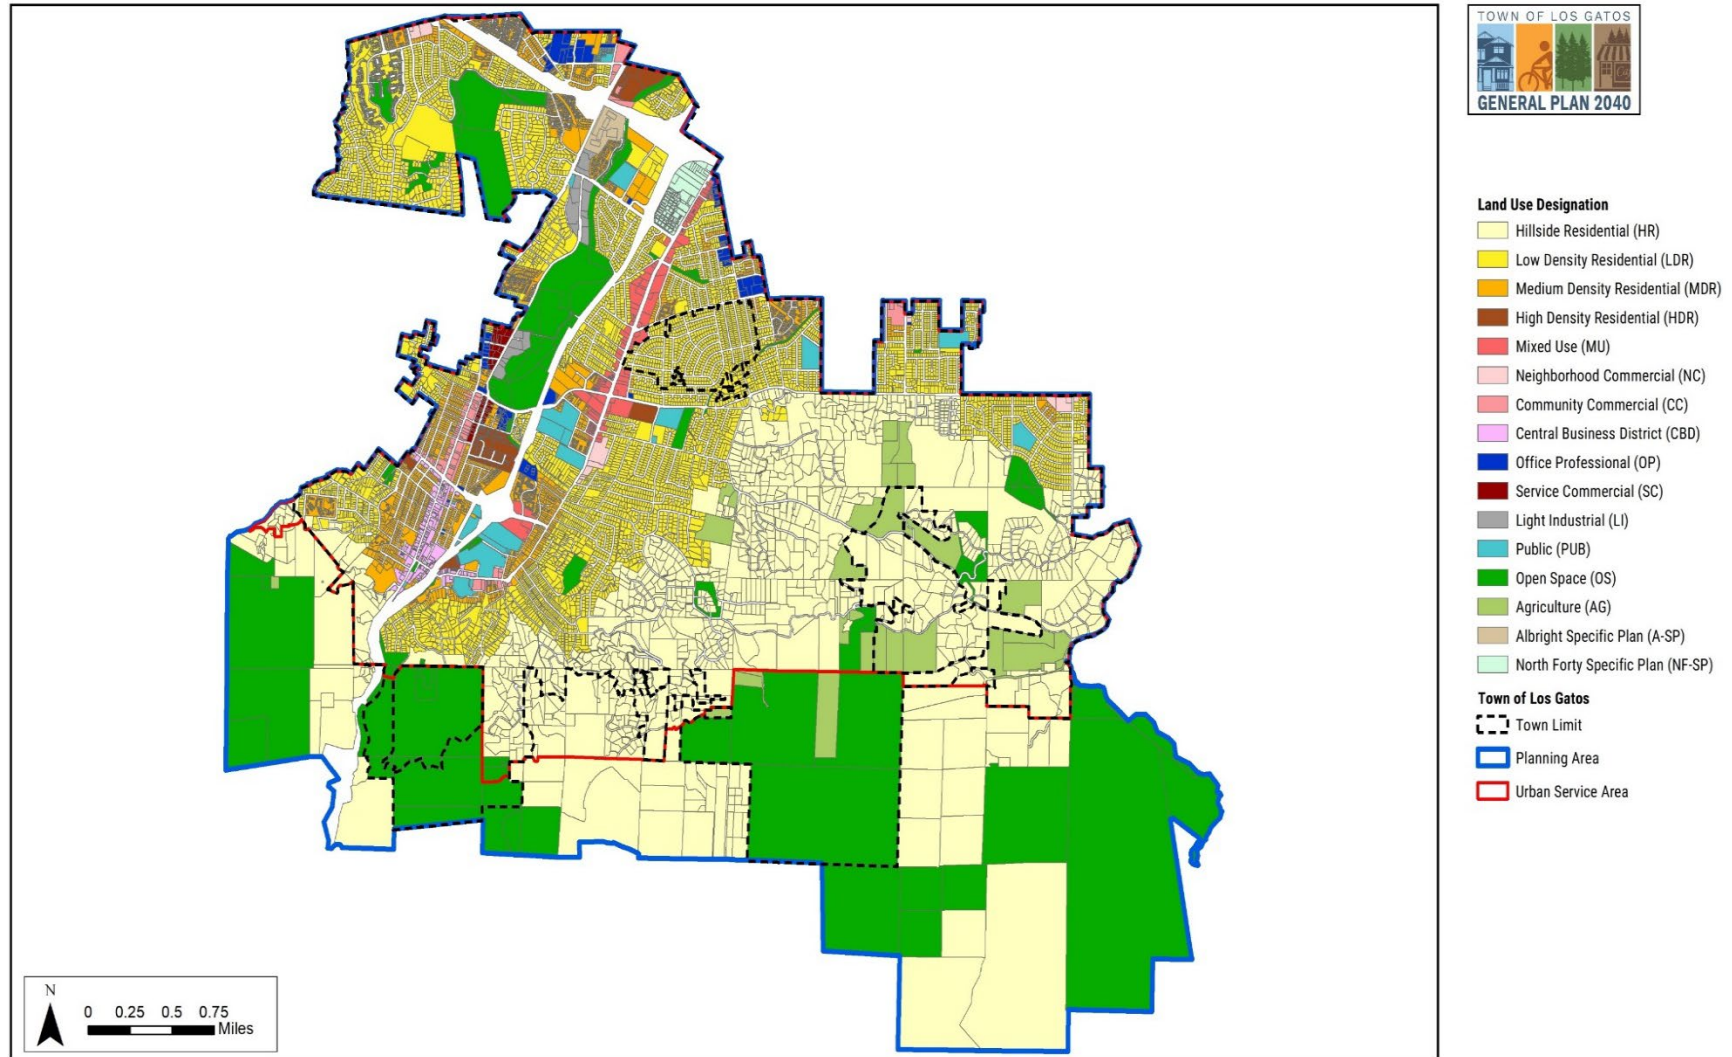 TOWN OF LOS GATOS
GENERAL PLAN 2040
Land Use Designation
Hillside Residential (HR)
Low Density Residential (LDR)
Medium Density Residential (MDR)
High Density Residential (HDR)
Mixed Use (MU)
Neighborhood Commercial (NC)
Community Commercial (CC)
Central Business District (CBD)
Office Professional (OP)
Service Commercial (SC)
Light Industrial (LI)
Public (PUB)
Open Space (OS)
Agriculture (AG)
Albright Specific Plan (A-SP)
North Forty Specific Plan (NF-SP)
Town of Los Gatos
Town Limit
Planning Area
Urban Service Area
N
0 0.25 0.5 0.75
Miles